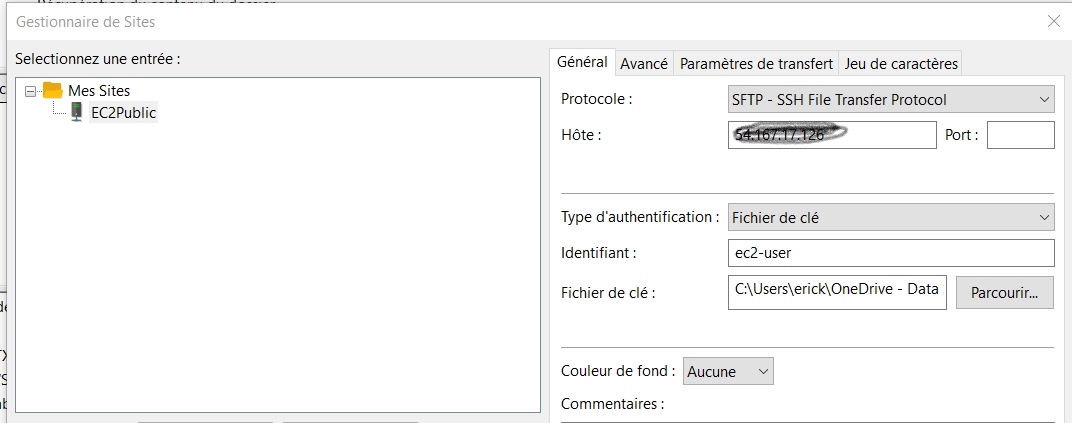 Gestionnaire de Sites
Selectionnez une entrée :
Mes Sites
EC2Public
Général Avancé Paramètres de transfert Jeu de caractères
Protocole : SFTP - SSH File Transfer Protocol
Hôte : Port :
Type d'authentification : Fichier de clé
Identifiant : ec2-user
Fichier de clé : C:\Users\erick\OneDrive - Data Parcourir...
Couleur de fond : Aucune
Commentaires :